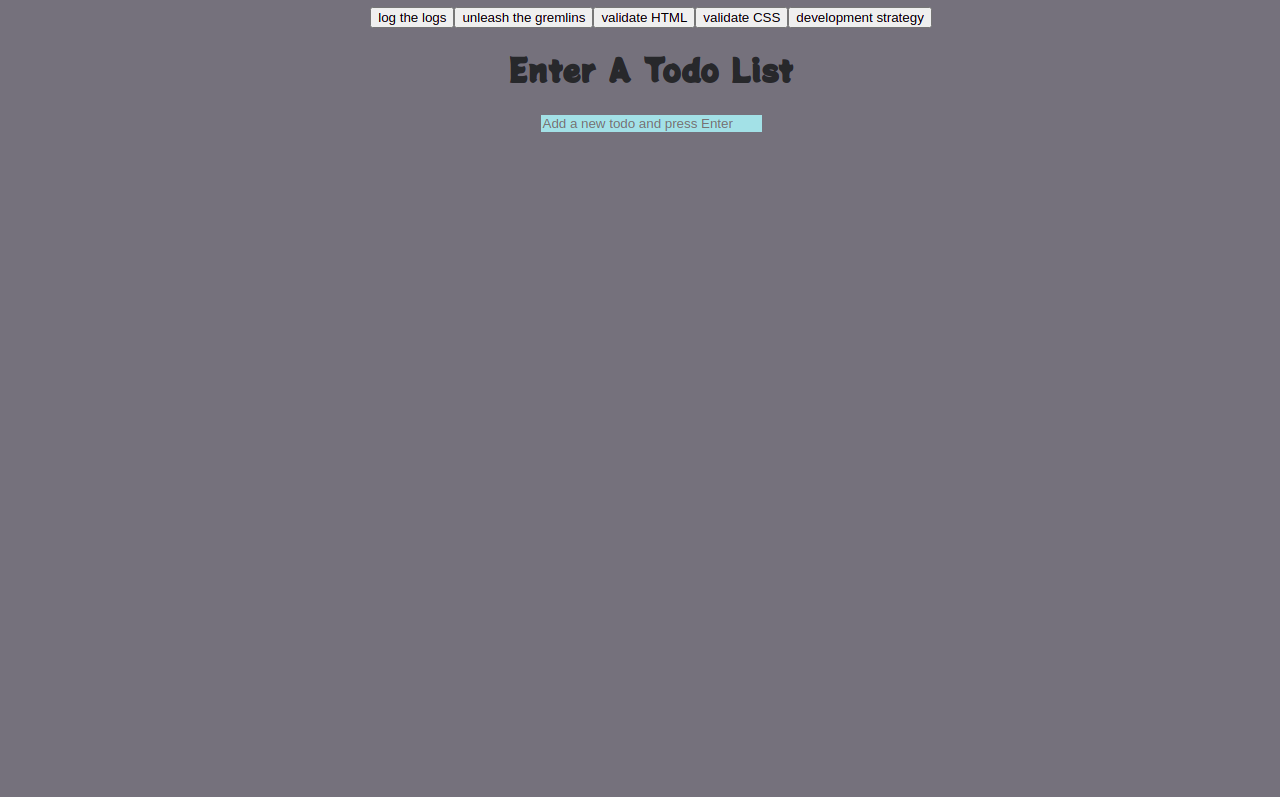 log the logs unleash the gremlins validate HTML validate CSS development strategy
Enter A Todo List
Add a new todo and press Enter